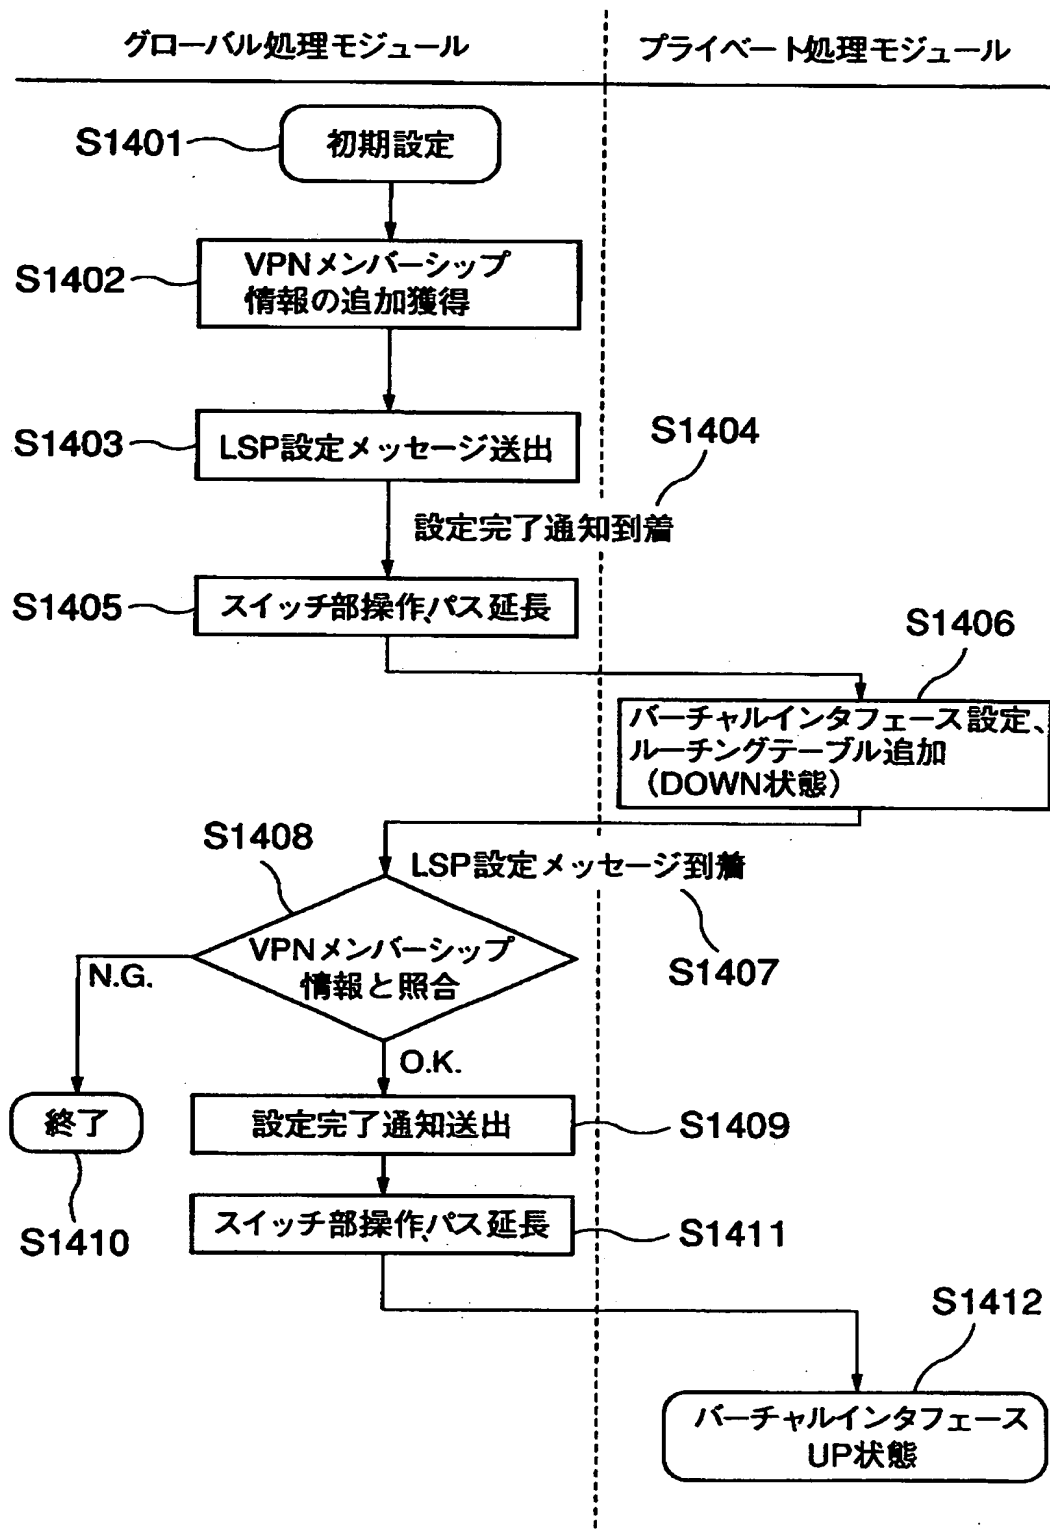 グローバル処理モジュール
プライベート処理モジュール
S1401
初期設定
S1402
VPNメンバーシップ
情報の追加獲得
S1403
LSP設定メッセージ送出
S1404
設定完了通知到着
S1405
スイッチ部操作、パス延長
S1406
バーチャルインタフェース設定、
ルーチングテーブル追加
（DOWN状態）
S1408
LSP設定メッセージ到着
S1407
VPNメンバーシップ
情報と照合
N.G.
O.K.
終了
S1410
設定完了通知送出
S1409
スイッチ部操作、パス延長
S1411
S1412
バーチャルインタフェース
UP状態